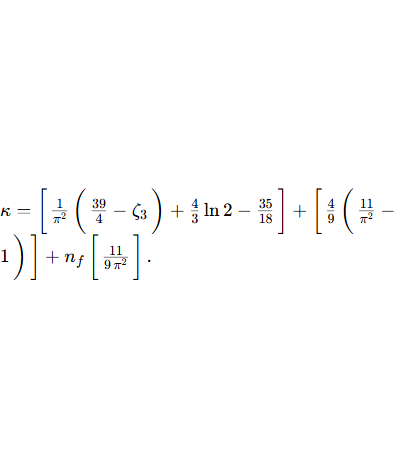 κ = [ 1/π² ( 39/4 − ζ₃ ) + 4/3 ln 2 − 35/18 ] + [ 4/9 ( 11/π² −
1 ) ] + n_f [ 11/(9 π²) ] .